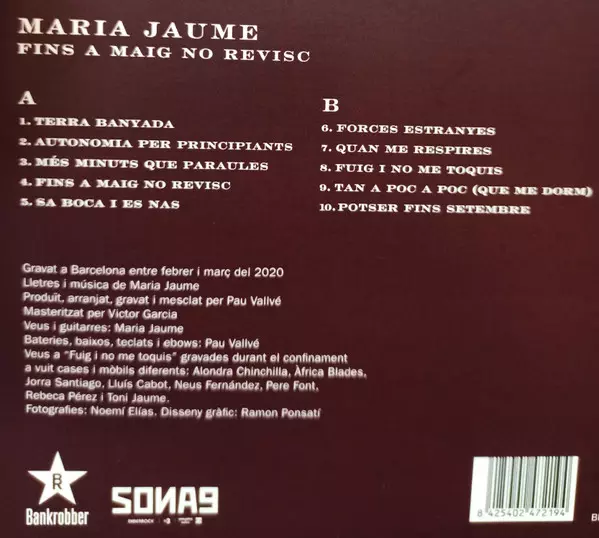 MARIA JAUME
FINS A MAIG NO REVISC
A
1. TERRA BANYADA
2. AUTONOMIA PER PRINCIPIANTS
3. MÉS MINUTS QUE PARAULES
4. FINS A MAIG NO REVISC
5. SA BOCA I ES NAS
B
6. FORCES ESTRANYES
7. QUAN ME RESPIRES
8. FUIG I NO ME TOQUIS
9. TAN A POC A POC (QUE ME DORM)
10. POTSER FINS SETEMBRE
Gravat a Barcelona entre febrer i març del 2020
Lletres i música de Maria Jaume
Produït, arranjat, gravat i mesclat per Pau Vallvé
Masteritzat per Victor Garcia
Veus i guitarres: Maria Jaume
Bateries, baixos, teclats i ebows: Pau Vallvé
Veus a "Fuig i no me toquis" gravades durant el confinament
a vuit cases i mòbils diferents: Alondra Chinchilla, Àfrica Blades,
Jorra Santiago, Lluís Cabot, Neus Fernández, Pere Font,
Rebeca Pérez i Toni Jaume.
Fotografies: Noemí Elías. Disseny gràfic: Ramon Ponsatí
BR
Bankrobber
SONA9
8 425402 472194